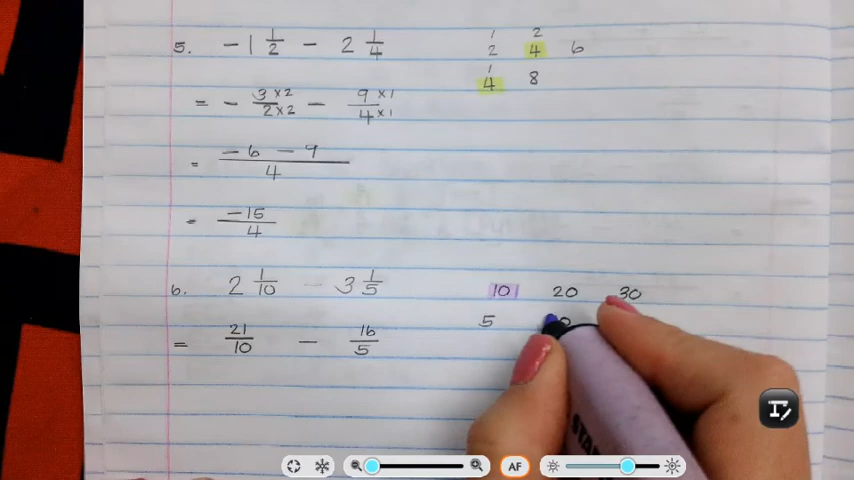 5. -1 1/2 - 2 1/4
1 2
2 4 6
1
4 8
= - 3 ×2 / 2 ×2 - 9 ×1 / 4 ×1
= -6 - 9 / 4
= -15 / 4
6. 2 1/10 - 3 1/5
10 20 30
5
= 21/10 - 16/5
STA
AF